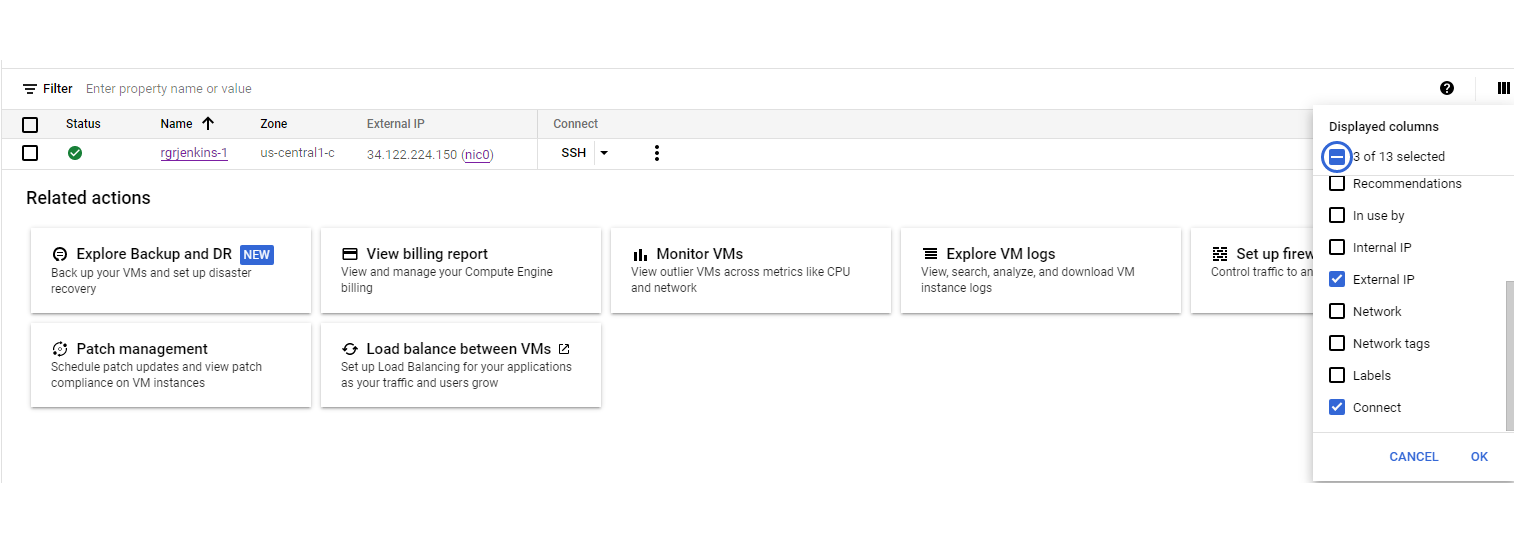 Filter Enter property name or value
Status Name Zone External IP Connect
rgrjenkins-1 us-central1-c 34.122.224.150 (nic0) SSH
Related actions
Explore Backup and DR NEW
Back up your VMs and set up disaster
recovery
View billing report
View and manage your Compute Engine
billing
Monitor VMs
View outlier VMs across metrics like CPU
and network
Explore VM logs
View, search, analyze, and download VM
instance logs
Set up firew
Control traffic to an
Patch management
Schedule patch updates and view patch
compliance on VM instances
Load balance between VMs
Set up Load Balancing for your applications
as your traffic and users grow
Displayed columns
3 of 13 selected
Recommendations
In use by
Internal IP
External IP
Network
Network tags
Labels
Connect
CANCEL OK